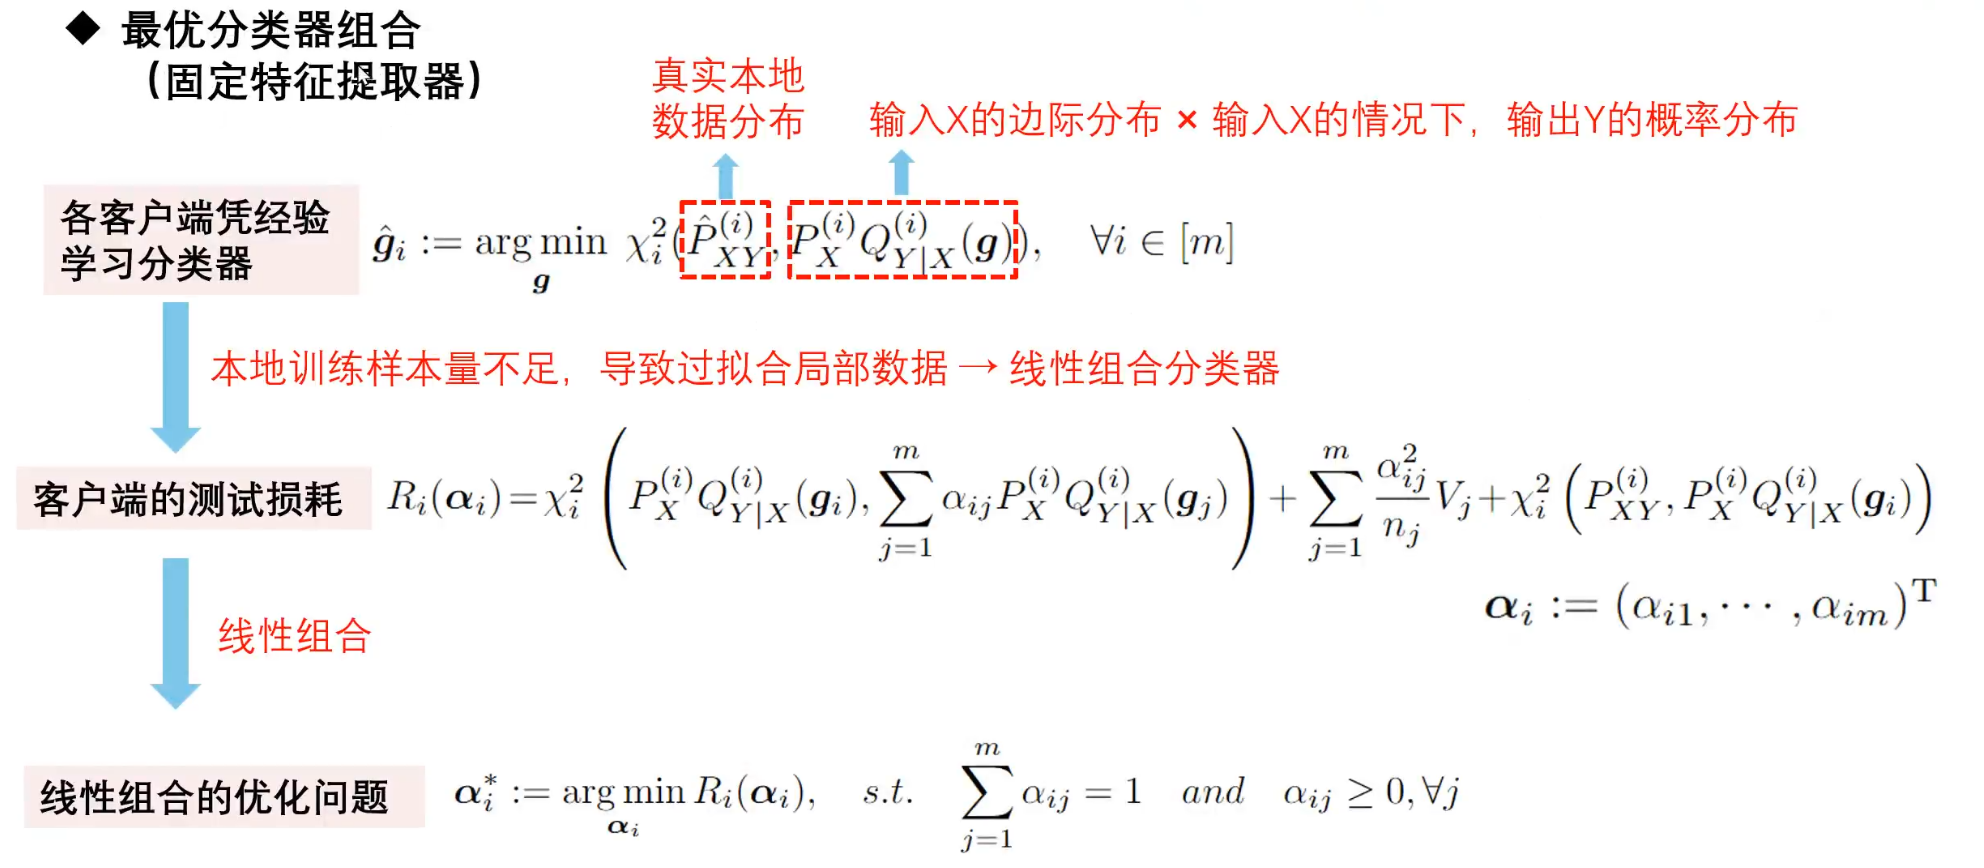 ◆ 最优分类器组合
（固定特征提取器）
真实本地
数据分布
输入X的边际分布 × 输入X的情况下，输出Y的概率分布
各客户端凭经验
学习分类器
$\hat{\boldsymbol{g}}_i := \underset{\boldsymbol{g}}{\arg\min}\ \chi_i^2(\hat{P}_{XY}^{(i)}, P_X^{(i)} Q_{Y|X}^{(i)}(\boldsymbol{g})), \quad \forall i \in [m]$
本地训练样本量不足，导致过拟合局部数据 → 线性组合分类器
客户端的测试损耗
$R_i(\boldsymbol{\alpha}_i) = \chi_i^2 \left( P_X^{(i)} Q_{Y|X}^{(i)}(\boldsymbol{g}_i), \sum_{j=1}^{m} \alpha_{ij} P_X^{(i)} Q_{Y|X}^{(i)}(\boldsymbol{g}_j) \right) + \sum_{j=1}^{m} \frac{\alpha_{ij}^2}{n_j} V_j + \chi_i^2 \left( P_{XY}^{(i)}, P_X^{(i)} Q_{Y|X}^{(i)}(\boldsymbol{g}_i) \right)$
$\boldsymbol{\alpha}_i := (\alpha_{i1}, \cdots, \alpha_{im})^{\mathrm{T}}$
线性组合
线性组合的优化问题
$\boldsymbol{\alpha}_i^* := \underset{\boldsymbol{\alpha}_i}{\arg\min} R_i(\boldsymbol{\alpha}_i), \quad s.t. \quad \sum_{j=1}^{m} \alpha_{ij} = 1 \quad and \quad \alpha_{ij} \geq 0, \forall j$